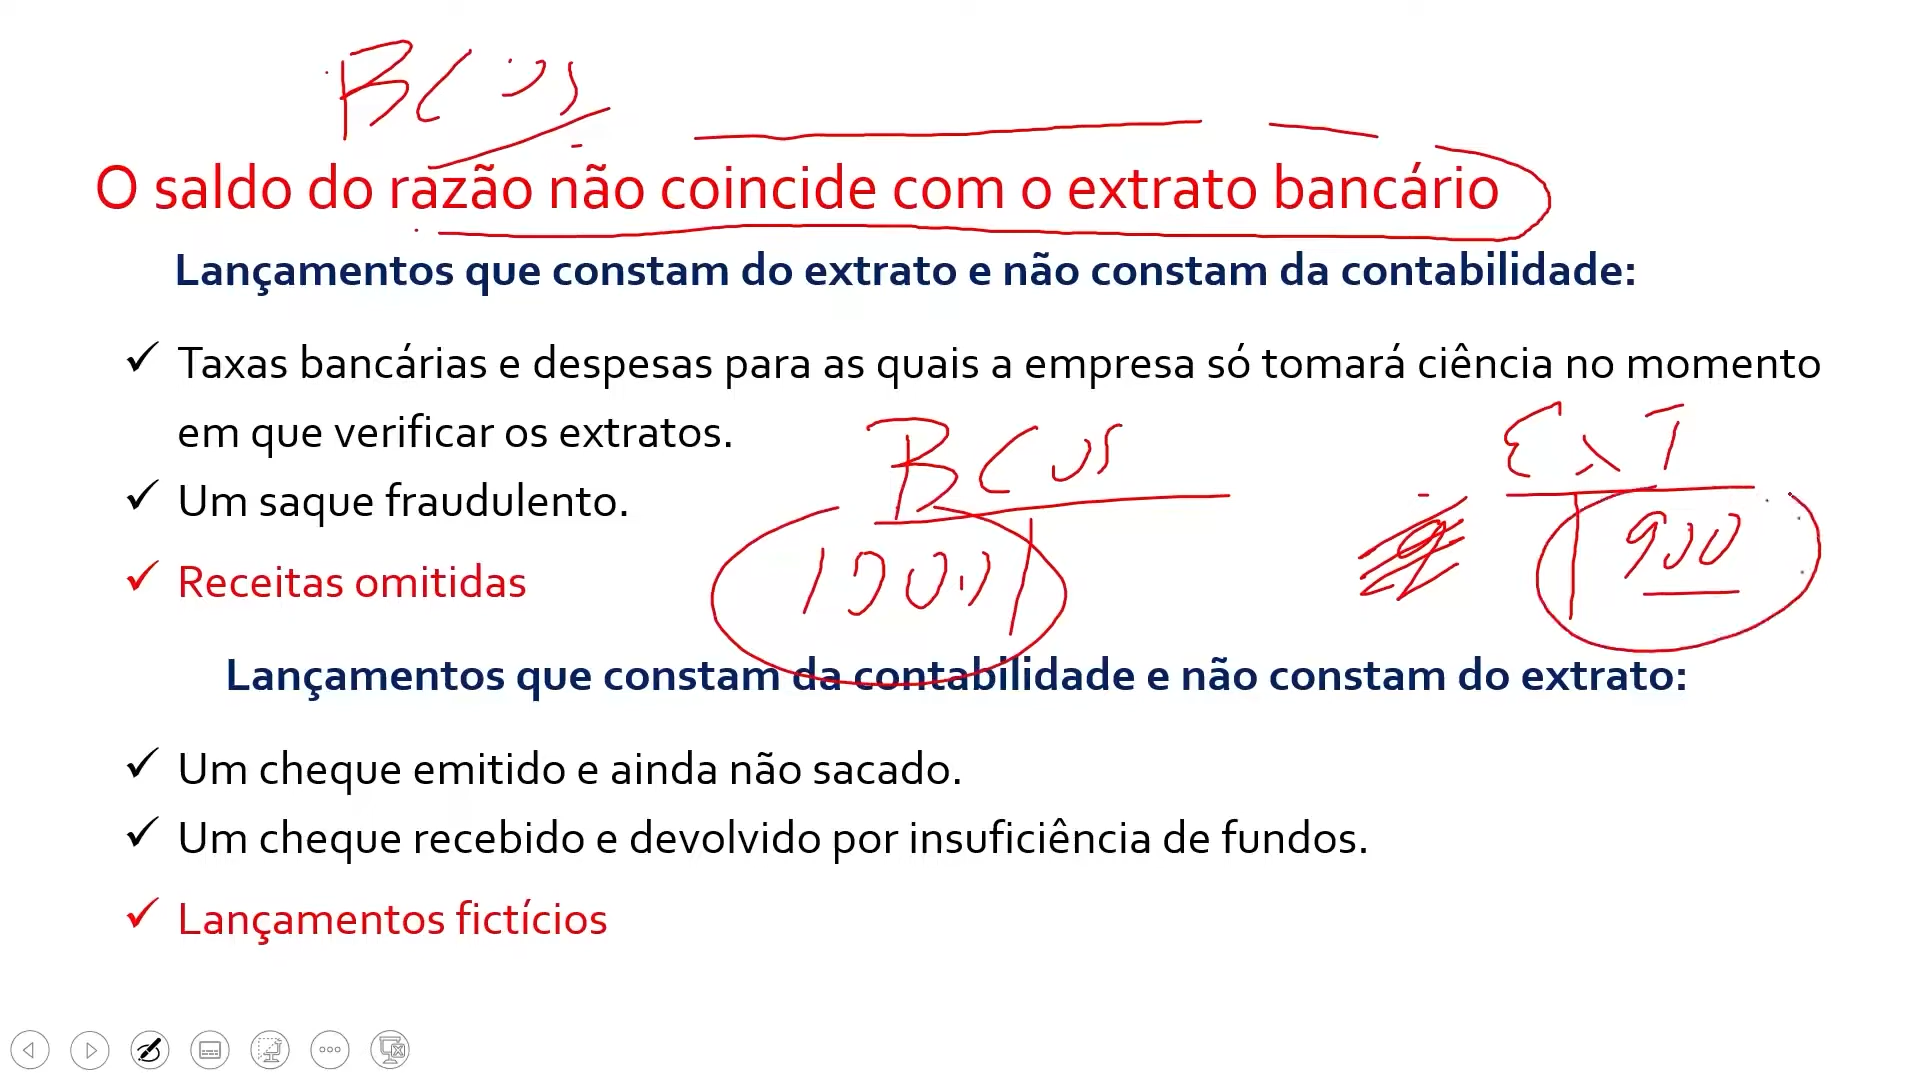 BCOS
O saldo do razão não coincide com o extrato bancário
Lançamentos que constam do extrato e não constam da contabilidade:
✓ Taxas bancárias e despesas para as quais a empresa só tomará ciência no momento
em que verificar os extratos.
BCOS
EXT
✓ Um saque fraudulento.
1000
900
✓ Receitas omitidas
Lançamentos que constam da contabilidade e não constam do extrato:
✓ Um cheque emitido e ainda não sacado.
✓ Um cheque recebido e devolvido por insuficiência de fundos.
✓ Lançamentos fictícios